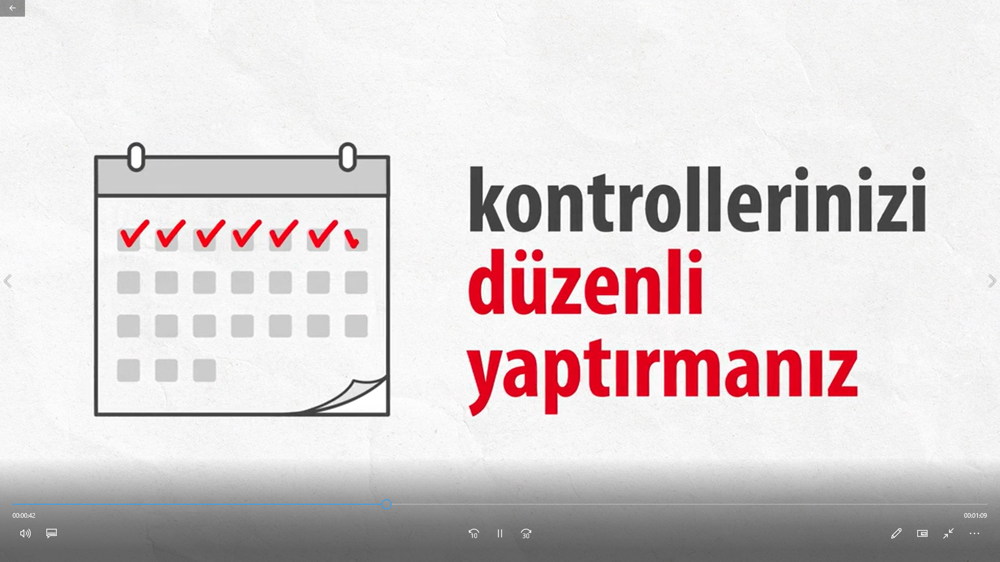 kontrollerinizi
düzenli
yaptırmanız
00:00:42
00:01:09
10
30